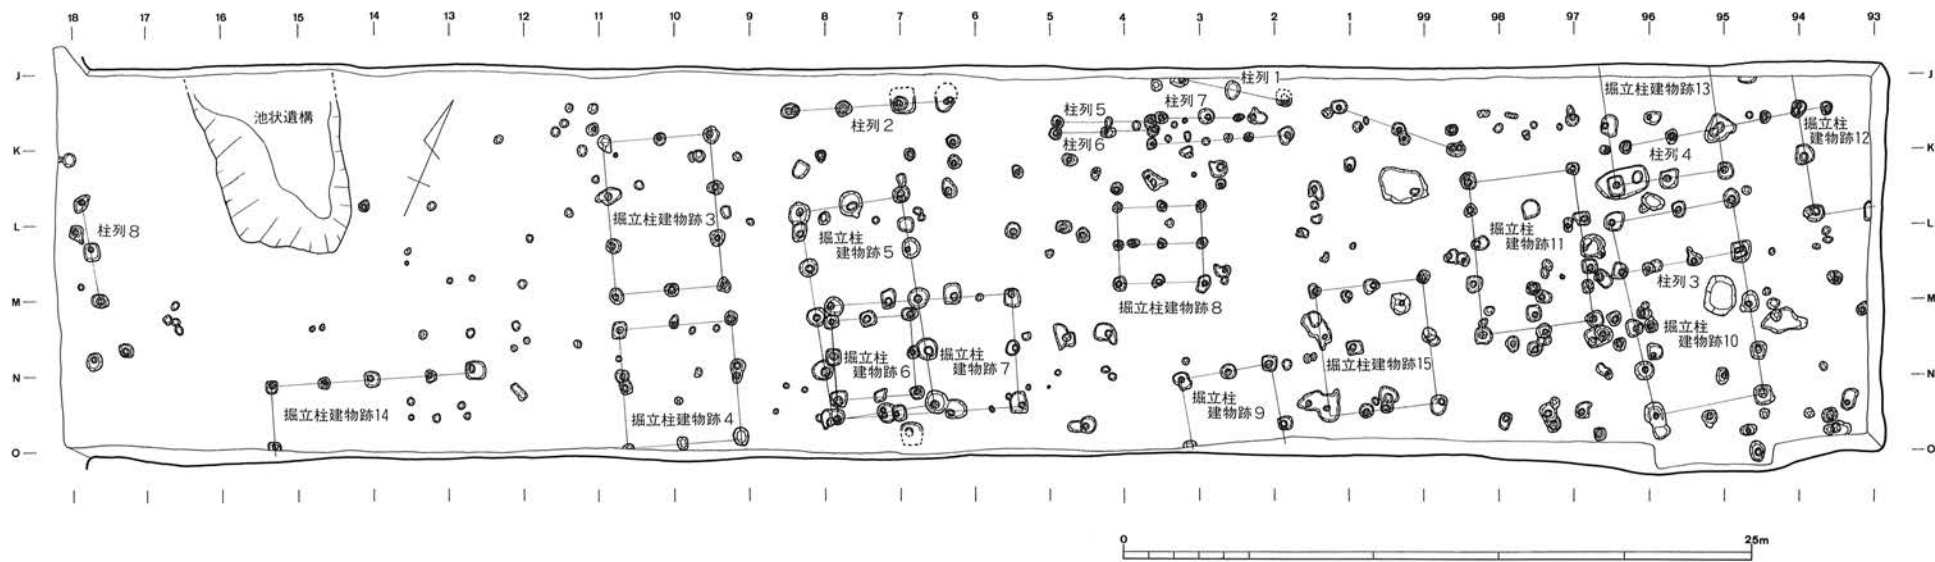 18 17 16 15 14 13 12 11 10 9 8 7 6 5 4 3 2 1 99 98 97 96 95 94 93
J J
柱列1
池状遺構
柱列7
掘立柱建物跡13
柱列5
柱列2
掘立柱
建物跡12
柱列6
K K
柱列4
掘立柱建物跡3
L L
柱列8
掘立柱
建物跡5
掘立柱
建物跡11
柱列3
M M
掘立柱建物跡8
掘立柱
建物跡10
掘立柱
建物跡6
掘立柱
建物跡7
掘立柱建物跡15
N N
掘立柱建物跡14
掘立柱建物跡4
掘立柱
建物跡9
O O
0 25m